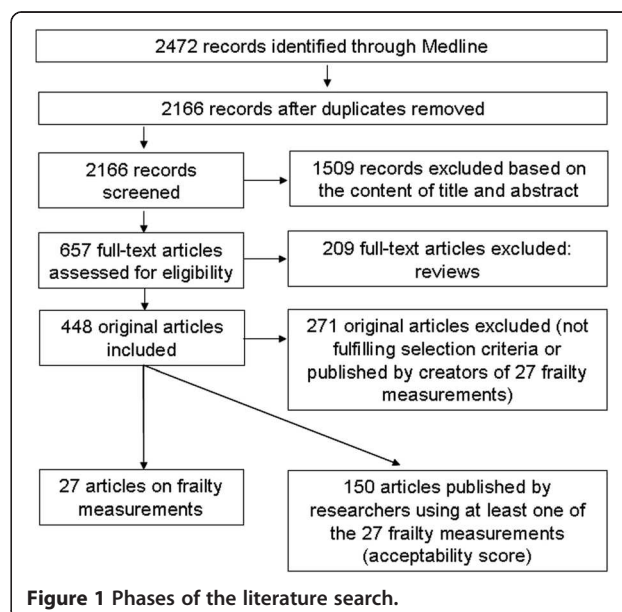 2472 records identified through Medline
2166 records after duplicates removed
2166 records
screened
1509 records excluded based on
the content of title and abstract
657 full-text articles
assessed for eligibility
209 full-text articles excluded:
reviews
448 original articles
included
271 original articles excluded (not
fulfilling selection criteria or
published by creators of 27 frailty
measurements)
27 articles on frailty
measurements
150 articles published by
researchers using at least one of
the 27 frailty measurements
(acceptability score)
Figure 1 Phases of the literature search.